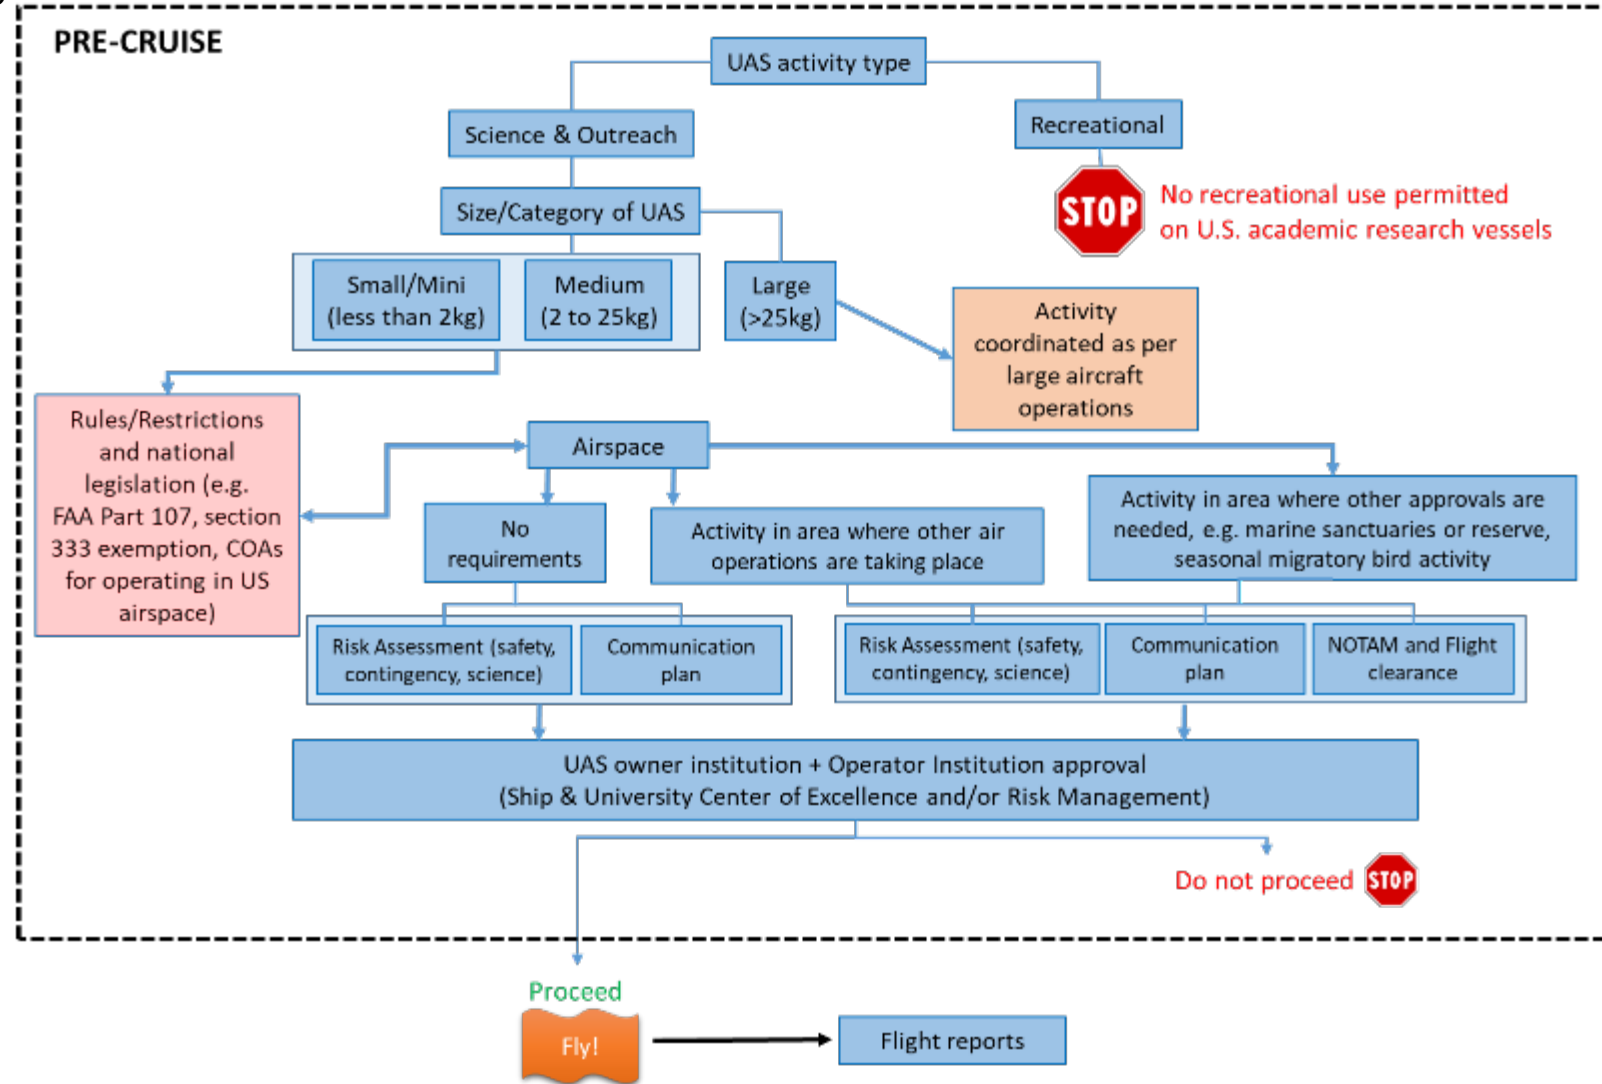 PRE-CRUISE
UAS activity type
Science & Outreach
Recreational
STOP
No recreational use permitted
on U.S. academic research vessels
Size/Category of UAS
Small/Mini
(less than 2kg)
Medium
(2 to 25kg)
Large
(>25kg)
Activity
coordinated as per
large aircraft
operations
Rules/Restrictions
and national
legislation (e.g.
FAA Part 107, section
333 exemption, COAs
for operating in US
airspace)
Airspace
No
requirements
Activity in area where other air
operations are taking place
Activity in area where other approvals are
needed, e.g. marine sanctuaries or reserve,
seasonal migratory bird activity
Risk Assessment (safety,
contingency, science)
Communication
plan
Risk Assessment (safety,
contingency, science)
Communication
plan
NOTAM and Flight
clearance
UAS owner institution + Operator Institution approval
(Ship & University Center of Excellence and/or Risk Management)
Do not proceed
STOP
Proceed
Fly!
Flight reports